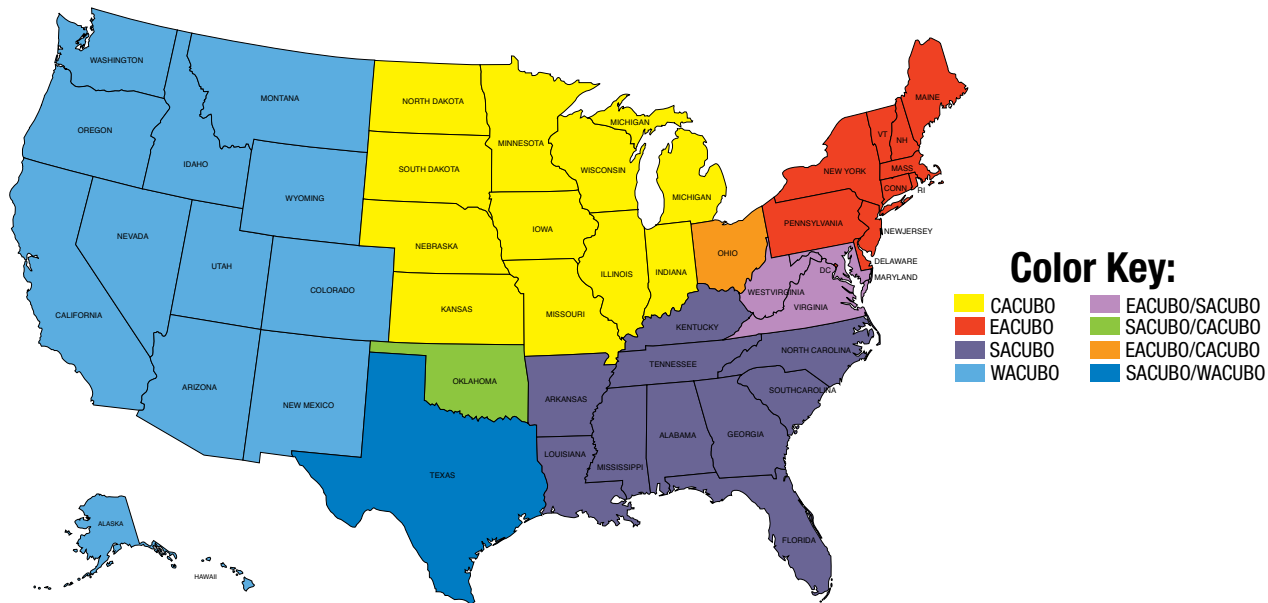 WASHINGTON
MONTANA
NORTH DAKOTA
MINNESOTA
MICHIGAN
MAINE
OREGON
VT
NH
IDAHO
SOUTH DAKOTA
WISCONSIN
NEW YORK
MASS
CONN
RI
WYOMING
MICHIGAN
NEVADA
NEBRASKA
IOWA
PENNSYLVANIA
NEWJERSEY
UTAH
ILLINOIS
INDIANA
OHIO
DELAWARE
DC
MARYLAND
COLORADO
WESTVIRGINIA
CALIFORNIA
KANSAS
MISSOURI
VIRGINIA
KENTUCKY
NORTH CAROLINA
TENNESSEE
ARIZONA
OKLAHOMA
SOUTHCAROLINA
NEW MEXICO
ARKANSAS
ALABAMA
GEORGIA
LOUISIANA
MISSISSIPPI
TEXAS
ALASKA
FLORIDA
HAWAII
Color Key:
CACUBO
EACUBO
SACUBO
WACUBO
EACUBO/SACUBO
SACUBO/CACUBO
EACUBO/CACUBO
SACUBO/WACUBO